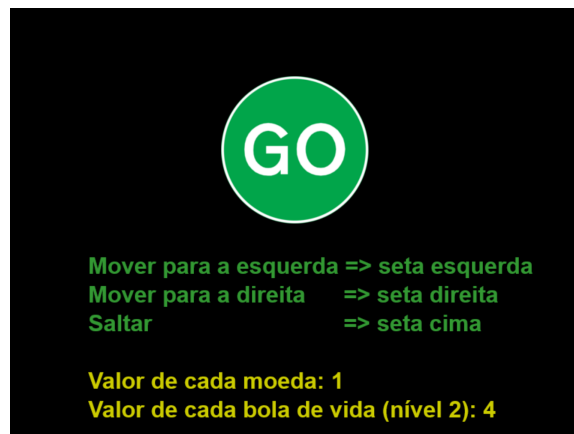 GO
Mover para a esquerda => seta esquerda
Mover para a direita => seta direita
Saltar => seta cima
Valor de cada moeda: 1
Valor de cada bola de vida (nível 2): 4